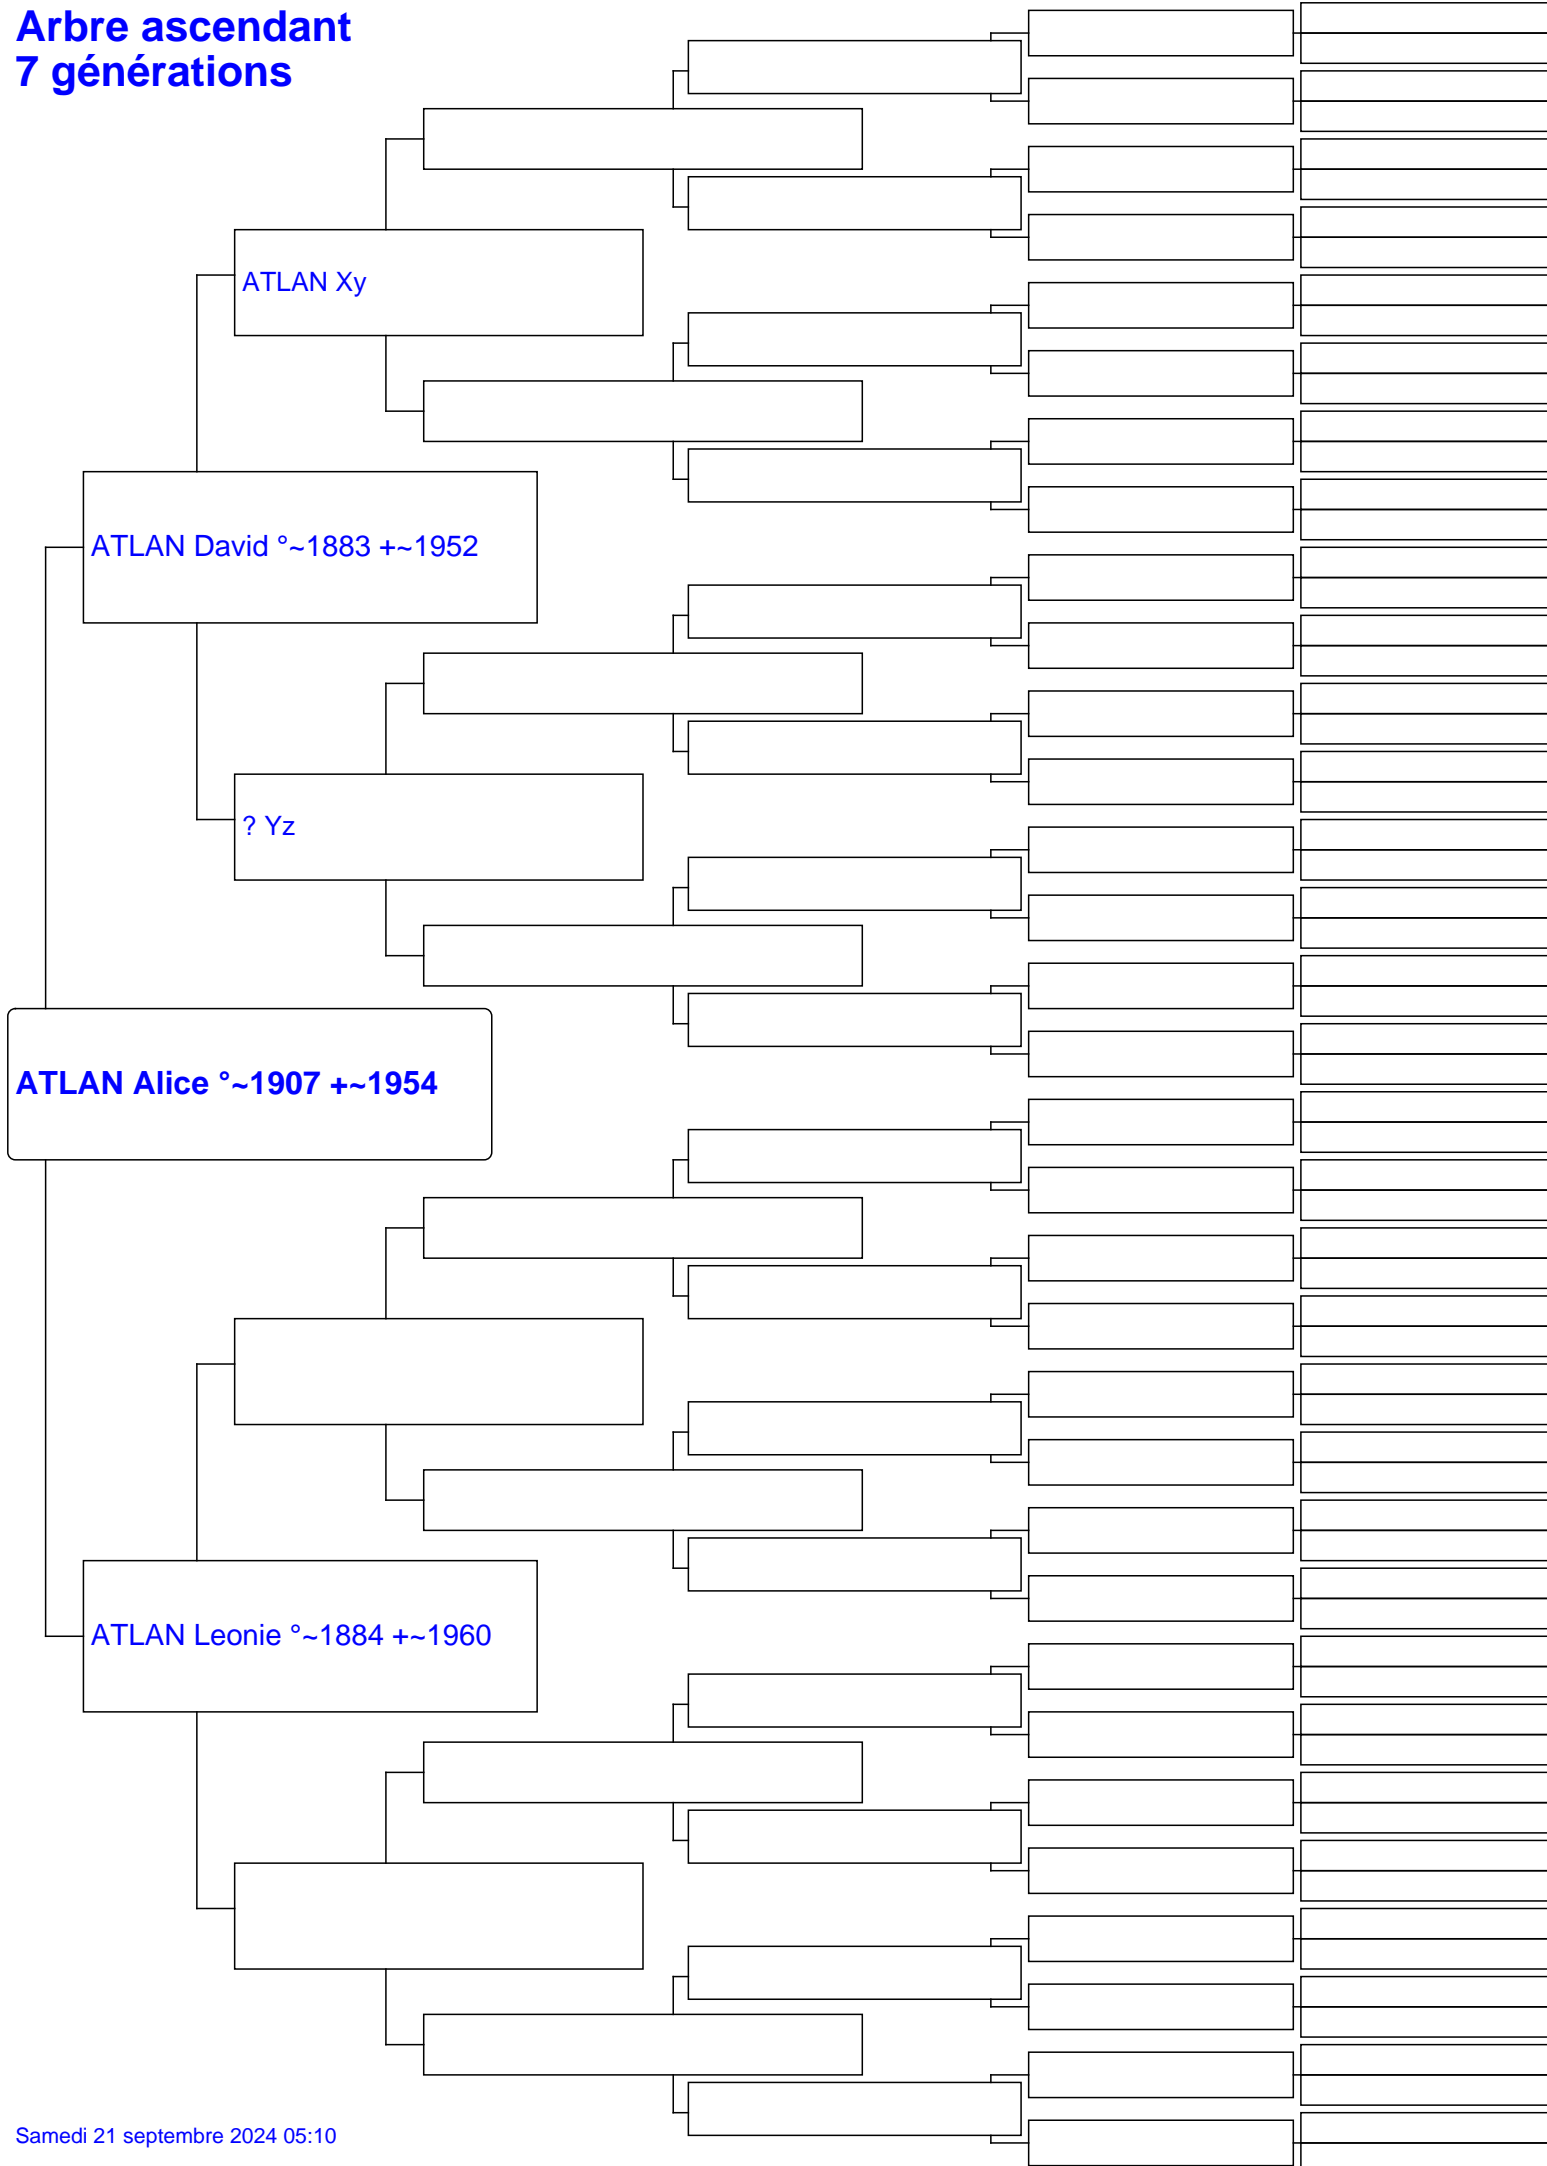 Arbre ascendant
7 générations
ATLAN Xy
ATLAN David °~1883 +~1952
? Yz
ATLAN Alice °~1907 +~1954
ATLAN Leonie °~1884 +~1960
Samedi 21 septembre 2024 05:10